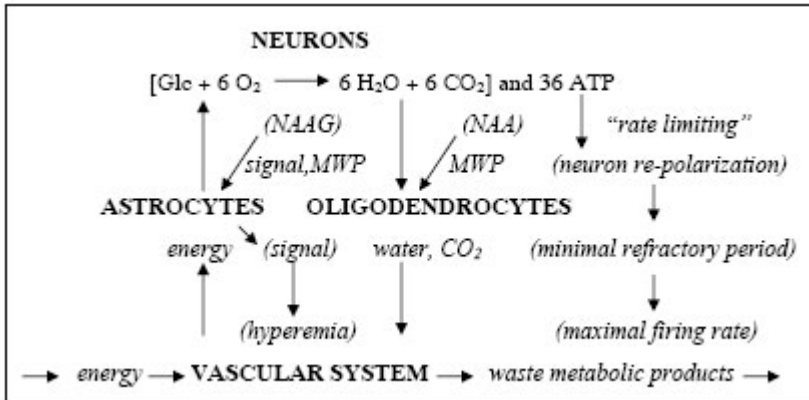 NEURONS
[Glc + 6 O₂ → 6 H₂O + 6 CO₂] and 36 ATP
(NAAG) (NAA) “rate limiting”
signal,MWP MWP (neuron re-polarization)
ASTROCYTES OLIGODENDROCYTES
energy (signal) water, CO₂ (minimal refractory period)
(hyperemia) (maximal firing rate)
→ energy → VASCULAR SYSTEM → waste metabolic products →